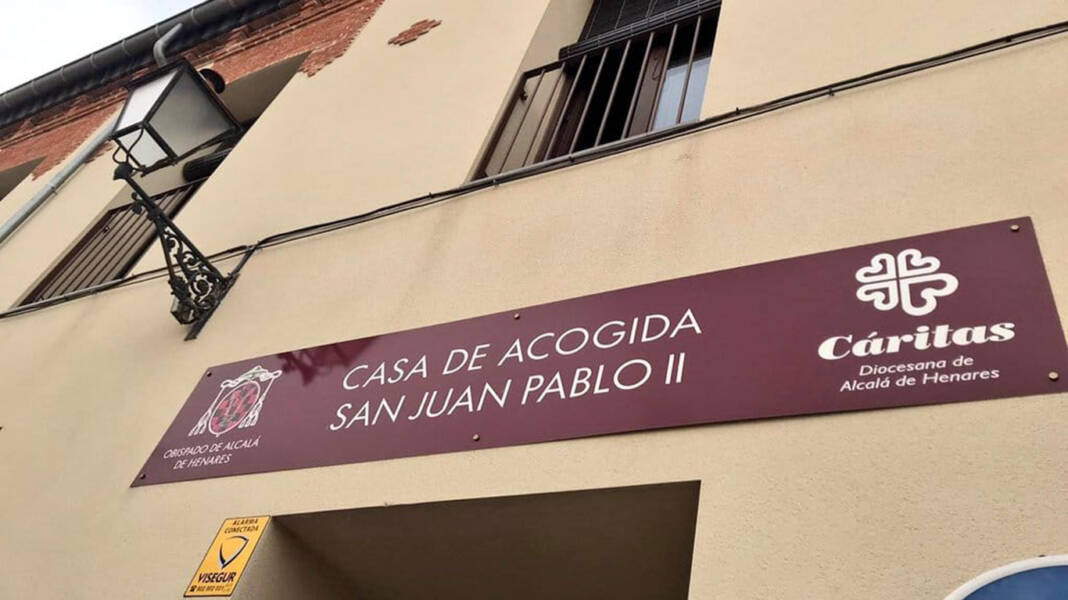 OBISPADO DE ALCALÁ
DE HENARES
CASA DE ACOGIDA
SAN JUAN PABLO II
Cáritas
Diocesana de
Alcalá de Henares
ALARMA
CONECTADA
VISEGUR